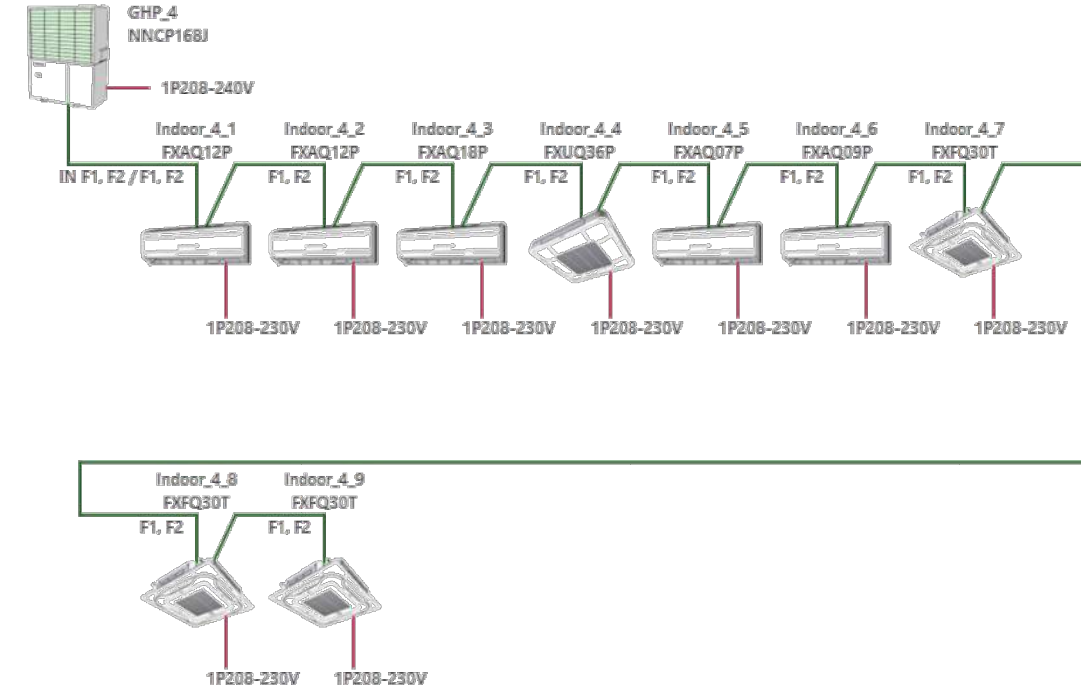 GHP_4
NNCP168J
1P208-240V
Indoor_4_1 Indoor_4_2 Indoor_4_3 Indoor_4_4 Indoor_4_5 Indoor_4_6 Indoor_4_7
FXAQ12P FXAQ12P FXAQ18P FXUQ36P FXAQ07P FXAQ09P FXFQ30T
IN F1, F2 / F1, F2 F1, F2 F1, F2 F1, F2 F1, F2 F1, F2 F1, F2
1P208-230V 1P208-230V 1P208-230V 1P208-230V 1P208-230V 1P208-230V 1P208-230V
Indoor_4_8 Indoor_4_9
FXFQ30T FXFQ30T
F1, F2 F1, F2
1P208-230V 1P208-230V